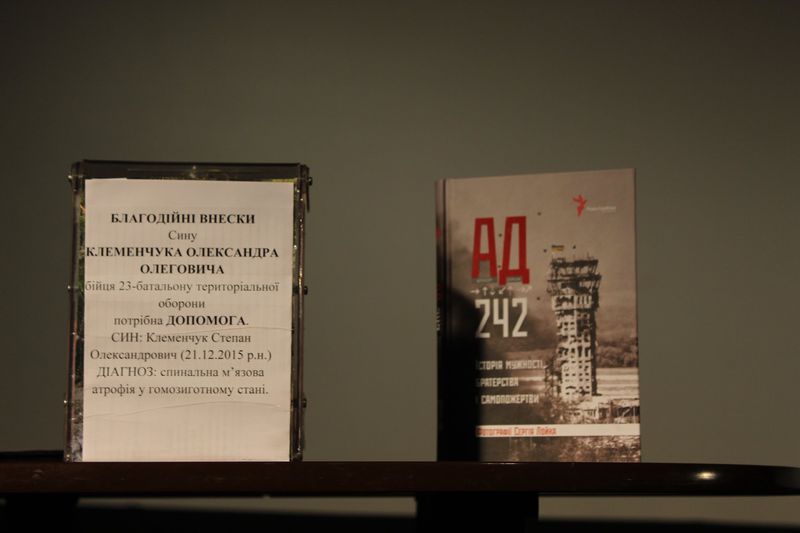 БЛАГОДІЙНІ ВНЕСКИ
Сину
КЛЕМЕНЧУКА ОЛЕКСАНДРА
ОЛЕГОВИЧА
бійця 23-батальону територіальної
оборони
потрібна ДОПОМОГА.
СИН: Клеменчук Степан
Олександрович (21.12.2015 р.н.)
ДІАГНОЗ: спинальна м’язова
атрофія у гомозиготному стані.
АД
242
Історія мужності,
братерства
і самопожертви
Фотографії Сергія Лойка